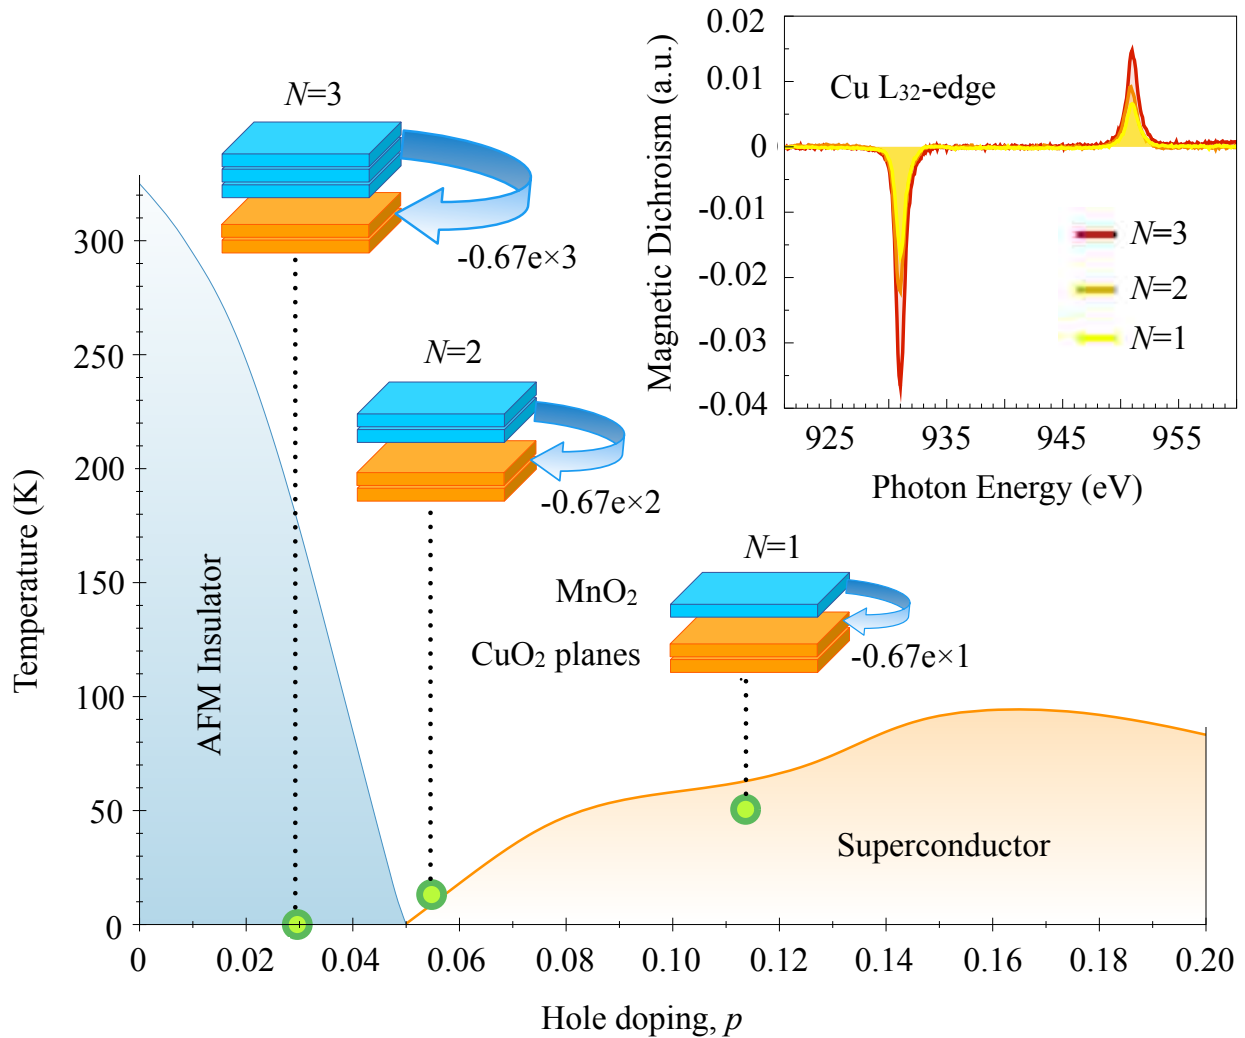 N=3
-0.67e×3
N=2
-0.67e×2
N=1
MnO₂
CuO₂ planes
-0.67e×1
AFM Insulator
Superconductor
Temperature (K)
300
250
200
150
100
50
0
0 0.02 0.04 0.06 0.08 0.10 0.12 0.14 0.16 0.18 0.20
Hole doping, p
Magnetic Dichroism (a.u.)
0.02
0.01
0
-0.01
-0.02
-0.03
-0.04
Cu L₃₂-edge
N=3
N=2
N=1
925 935 945 955
Photon Energy (eV)